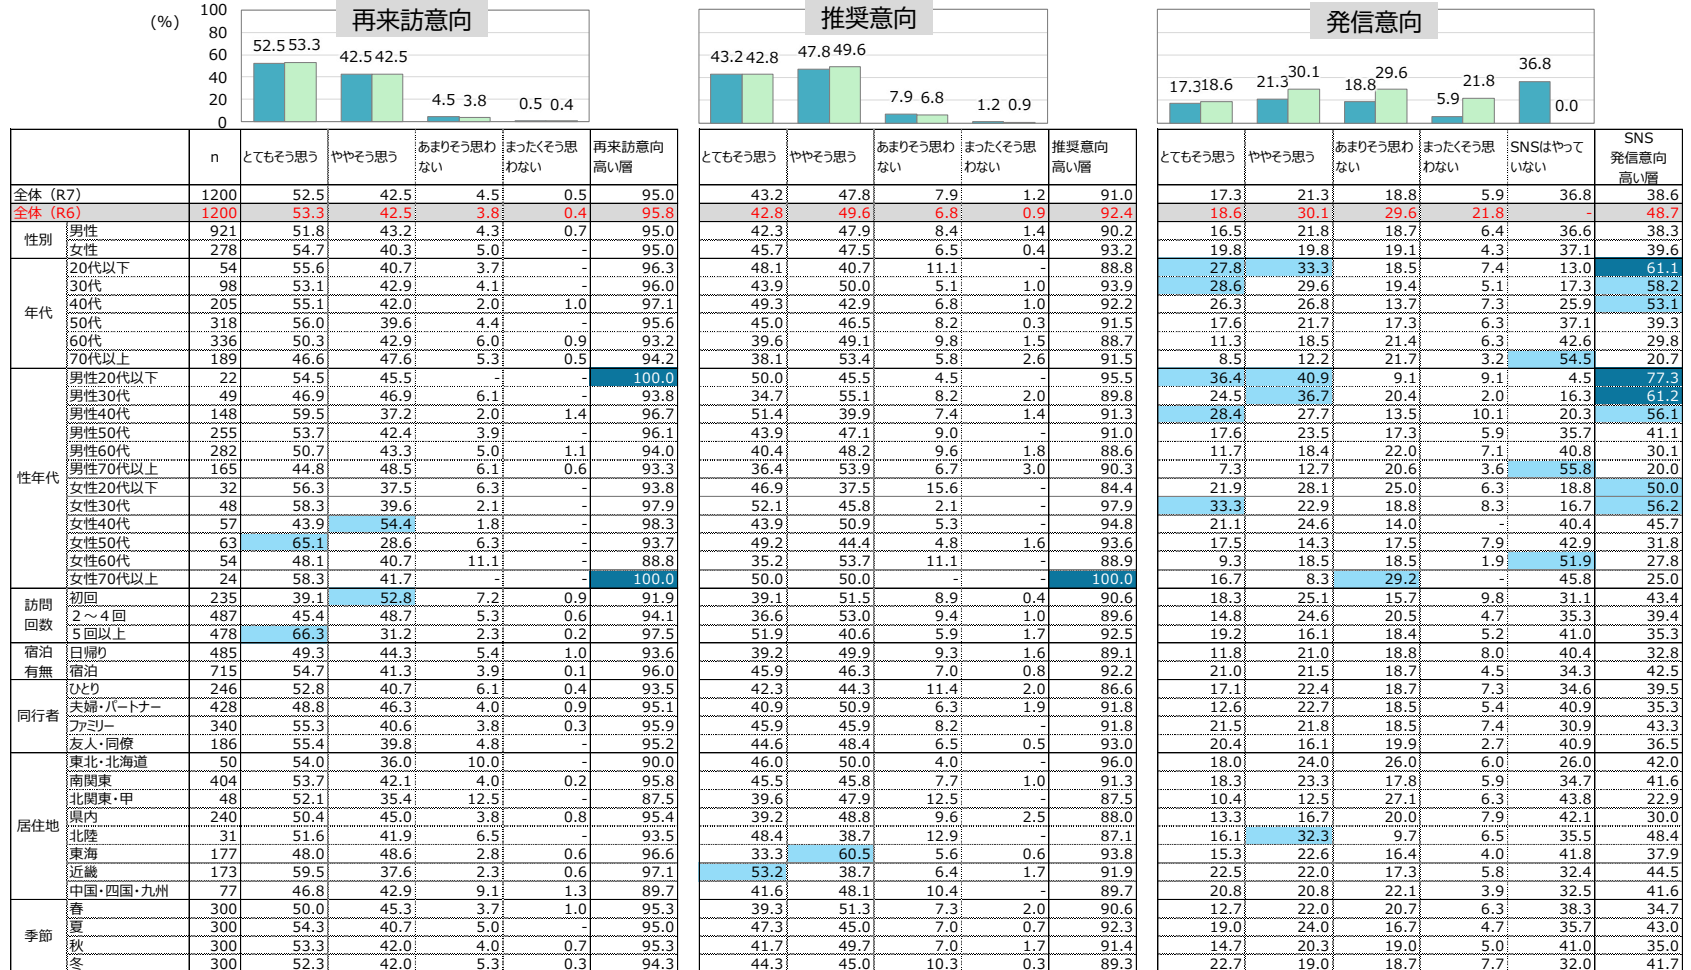 再来訪意向 推奨意向 発信意向
(%) 100 80 60 40 20 0
52.5 53.3 42.5 42.5 4.5 3.8 0.5 0.4
43.2 42.8 47.8 49.6 7.9 6.8 1.2 0.9
17.3 18.6 21.3 30.1 18.8 29.6 5.9 21.8 36.8 0.0
n とてもそう思う ややそう思う あまりそう思わない まったくそう思わない 再来訪意向高い層 とてもそう思う ややそう思う あまりそう思わない まったくそう思わない 推奨意向高い層 とてもそう思う ややそう思う あまりそう思わない まったくそう思わない SNSはやっていない SNS発信意向高い層
全体（R7） 1200 52.5 42.5 4.5 0.5 95.0 43.2 47.8 7.9 1.2 91.0 17.3 21.3 18.8 5.9 36.8 38.6
全体（R6） 1200 53.3 42.5 3.8 0.4 95.8 42.8 49.6 6.8 0.9 92.4 18.6 30.1 29.6 21.8 - 48.7
性別
男性 921 51.8 43.2 4.3 0.7 95.0 42.3 47.9 8.4 1.4 90.2 16.5 21.8 18.7 6.4 36.6 38.3
女性 278 54.7 40.3 5.0 - 95.0 45.7 47.5 6.5 0.4 93.2 19.8 19.8 19.1 4.3 37.1 39.6
年代
20代以下 54 55.6 40.7 3.7 - 96.3 48.1 40.7 11.1 - 88.8 27.8 33.3 18.5 7.4 13.0 61.1
30代 98 53.1 42.9 4.1 - 96.0 43.9 50.0 5.1 1.0 93.9 28.6 29.6 19.4 5.1 17.3 58.2
40代 205 55.1 42.0 2.0 1.0 97.1 49.3 42.9 6.8 1.0 92.2 26.3 26.8 13.7 7.3 25.9 53.1
50代 318 56.0 39.6 4.4 - 95.6 45.0 46.5 8.2 0.3 91.5 17.6 21.7 17.3 6.3 37.1 39.3
60代 336 50.3 42.9 6.0 0.9 93.2 39.6 49.1 9.8 1.5 88.7 11.3 18.5 21.4 6.3 42.6 29.8
70代以上 189 46.6 47.6 5.3 0.5 94.2 38.1 53.4 5.8 2.6 91.5 8.5 12.2 21.7 3.2 54.5 20.7
性年代
男性20代以下 22 54.5 45.5 - - 100.0 50.0 45.5 4.5 - 95.5 36.4 40.9 9.1 9.1 4.5 77.3
男性30代 49 46.9 46.9 6.1 - 93.8 34.7 55.1 8.2 2.0 89.8 24.5 36.7 20.4 2.0 16.3 61.2
男性40代 148 59.5 37.2 2.0 1.4 96.7 51.4 39.9 7.4 1.4 91.3 28.4 27.7 13.5 10.1 20.3 56.1
男性50代 255 53.7 42.4 3.9 - 96.1 43.9 47.1 9.0 - 91.0 17.6 23.5 17.3 5.9 35.7 41.1
男性60代 282 50.7 43.3 5.0 1.1 94.0 40.4 48.2 9.6 1.8 88.6 11.7 18.4 22.0 7.1 40.8 30.1
男性70代以上 165 44.8 48.5 6.1 0.6 93.3 36.4 53.9 6.7 3.0 90.3 7.3 12.7 20.6 3.6 55.8 20.0
女性20代以下 32 56.3 37.5 6.3 - 93.8 46.9 37.5 15.6 - 84.4 21.9 28.1 25.0 6.3 18.8 50.0
女性30代 48 58.3 39.6 2.1 - 97.9 52.1 45.8 2.1 - 97.9 33.3 22.9 18.8 8.3 16.7 56.2
女性40代 57 43.9 54.4 1.8 - 98.3 43.9 50.9 5.3 - 94.8 21.1 24.6 14.0 - 40.4 45.7
女性50代 63 65.1 28.6 6.3 - 93.7 49.2 44.4 4.8 1.6 93.6 17.5 14.3 17.5 7.9 42.9 31.8
女性60代 54 48.1 40.7 11.1 - 88.8 35.2 53.7 11.1 - 88.9 9.3 18.5 18.5 1.9 51.9 27.8
女性70代以上 24 58.3 41.7 - - 100.0 50.0 50.0 - - 100.0 16.7 8.3 29.2 - 45.8 25.0
訪問回数
初回 235 39.1 52.8 7.2 0.9 91.9 39.1 51.5 8.9 0.4 90.6 18.3 25.1 15.7 9.8 31.1 43.4
２～４回 487 45.4 48.7 5.3 0.6 94.1 36.6 53.0 9.4 1.0 89.6 14.8 24.6 20.5 4.7 35.3 39.4
５回以上 478 66.3 31.2 2.3 0.2 97.5 51.9 40.6 5.9 1.7 92.5 19.2 16.1 18.4 5.2 41.0 35.3
宿泊有無
日帰り 485 49.3 44.3 5.4 1.0 93.6 39.2 49.9 9.3 1.6 89.1 11.8 21.0 18.8 8.0 40.4 32.8
宿泊 715 54.7 41.3 3.9 0.1 96.0 45.9 46.3 7.0 0.8 92.2 21.0 21.5 18.7 4.5 34.3 42.5
同行者
ひとり 246 52.8 40.7 6.1 0.4 93.5 42.3 44.3 11.4 2.0 86.6 17.1 22.4 18.7 7.3 34.6 39.5
夫婦・パートナー 428 48.8 46.3 4.0 0.9 95.1 40.9 50.9 6.3 1.9 91.8 12.6 22.7 18.5 5.4 40.9 35.3
ファミリー 340 55.3 40.6 3.8 0.3 95.9 45.9 45.9 8.2 - 91.8 21.5 21.8 18.5 7.4 30.9 43.3
友人・同僚 186 55.4 39.8 4.8 - 95.2 44.6 48.4 6.5 0.5 93.0 20.4 16.1 19.9 2.7 40.9 36.5
居住地
東北・北海道 50 54.0 36.0 10.0 - 90.0 46.0 50.0 4.0 - 96.0 18.0 24.0 26.0 6.0 26.0 42.0
南関東 404 53.7 42.1 4.0 0.2 95.8 45.5 45.8 7.7 1.0 91.3 18.3 23.3 17.8 5.9 34.7 41.6
北関東・甲 48 52.1 35.4 12.5 - 87.5 39.6 47.9 12.5 - 87.5 10.4 12.5 27.1 6.3 43.8 22.9
県内 240 50.4 45.0 3.8 0.8 95.4 39.2 48.8 9.6 2.5 88.0 13.3 16.7 20.0 7.9 42.1 30.0
北陸 31 51.6 41.9 6.5 - 93.5 48.4 38.7 12.9 - 87.1 16.1 32.3 9.7 6.5 35.5 48.4
東海 177 48.0 48.6 2.8 0.6 96.6 33.3 60.5 5.6 0.6 93.8 15.3 22.6 16.4 4.0 41.8 37.9
近畿 173 59.5 37.6 2.3 0.6 97.1 53.2 38.7 6.4 1.7 91.9 22.5 22.0 17.3 5.8 32.4 44.5
中国・四国・九州 77 46.8 42.9 9.1 1.3 89.7 41.6 48.1 10.4 - 89.7 20.8 20.8 22.1 3.9 32.5 41.6
季節
春 300 50.0 45.3 3.7 1.0 95.3 39.3 51.3 7.3 2.0 90.6 12.7 22.0 20.7 6.3 38.3 34.7
夏 300 54.3 40.7 5.0 - 95.0 47.3 45.0 7.0 0.7 92.3 19.0 24.0 16.7 4.7 35.7 43.0
秋 300 53.3 42.0 4.0 0.7 95.3 41.7 49.7 7.0 1.7 91.4 14.7 20.3 19.0 5.0 41.0 35.0
冬 300 52.3 42.0 5.3 0.3 94.3 44.3 45.0 10.3 0.3 89.3 22.7 19.0 18.7 7.7 32.0 41.7